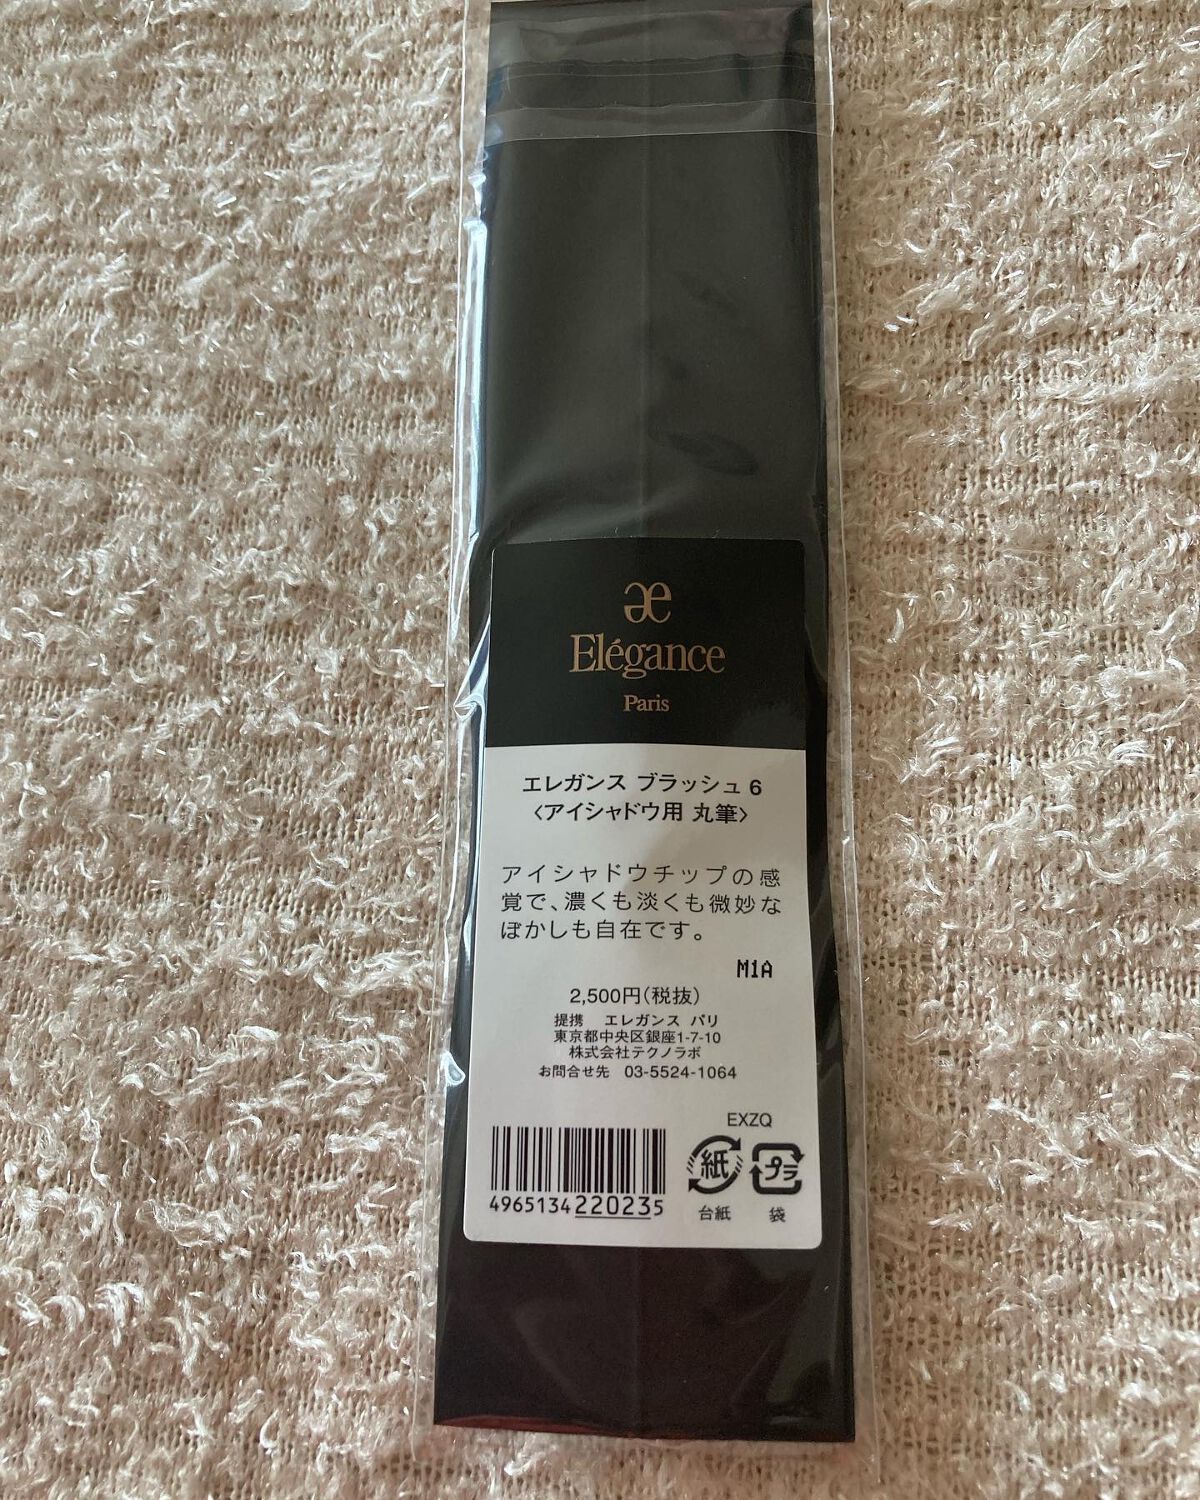 æ
Elégance
Paris
エレガンス ブラッシュ 6
〈アイシャドウ用 丸筆〉
アイシャドウチップの感
覚で、濃くも淡くも微妙な
ぼかしも自在です。
M1A
2,500円(税抜)
提携 エレガンス パリ
東京都中央区銀座1-7-10
株式会社テクノラボ
お問合せ先 03-5524-1064
EXZQ
紙 プラ
台紙 袋
4965134220235